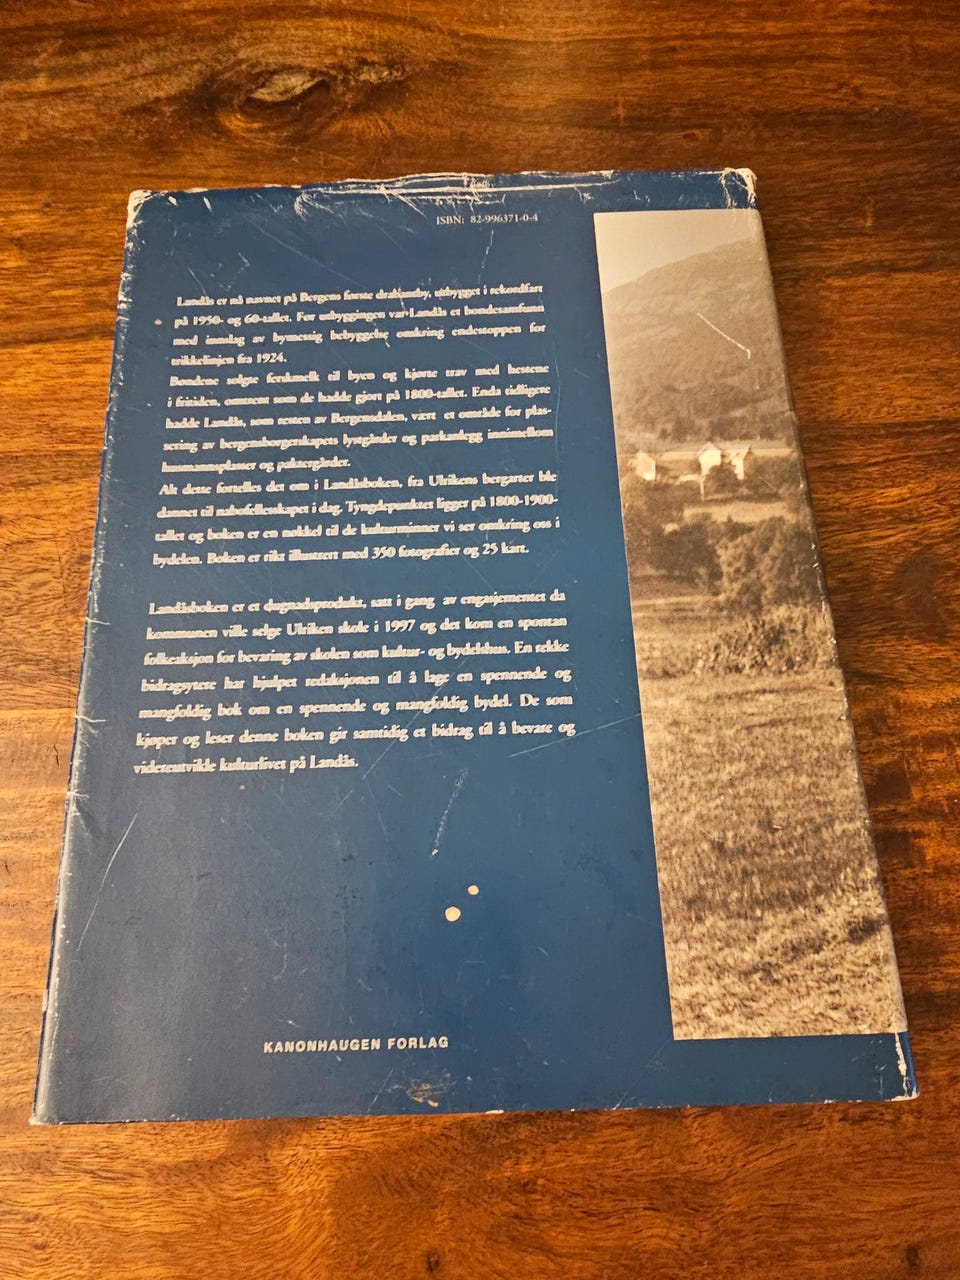 ISBN: 82-996371-0-4
Landås er nå navnet på Bergens første drabantby, utbygget i rekordfart
på 1950- og 60-tallet. Før utbyggingen var Landås et bondesamfunn
med innslag av bymessig bebyggelse omkring endestoppen for
trikkelinjen fra 1924.
Bøndene solgte ferskmelk til byen og kjørte trav med hestene
i fritiden, omtrent som de hadde gjort på 1800-tallet. Enda tidligere
hadde Landås, som resten av Bergensdalen, vært et område for plas-
sering av bergensborgerskapets lystgårder og parkanlegg innimellom
husmannsplasser og paktergårder.
Alt dette fortelles det om i Landåsboken, fra Ulrikens bergarter ble
dannet til nabofellesskapet i dag. Tyngdepunktet ligger på 1800-1900-
tallet og boken er en nøkkel til de kulturminner vi ser omkring oss i
bydelen. Boken er rikt illustrert med 350 fotografier og 25 kart.
Landåsboken er et dugnadsprodukt, satt i gang av engasjementet da
kommunen ville selge Ulriken skole i 1997 og det kom en spontan
folkeaksjon for bevaring av skolen som kultur- og bydelshus. En rekke
bidragsytere har hjulpet redaksjonen til å lage en spennende og
mangfoldig bok om en spennende og mangfoldig bydel. De som
kjøper og leser denne boken gir samtidig et bidrag til å bevare og
videreutvikle kulturlivet på Landås.
KANONHAUGEN FORLAG